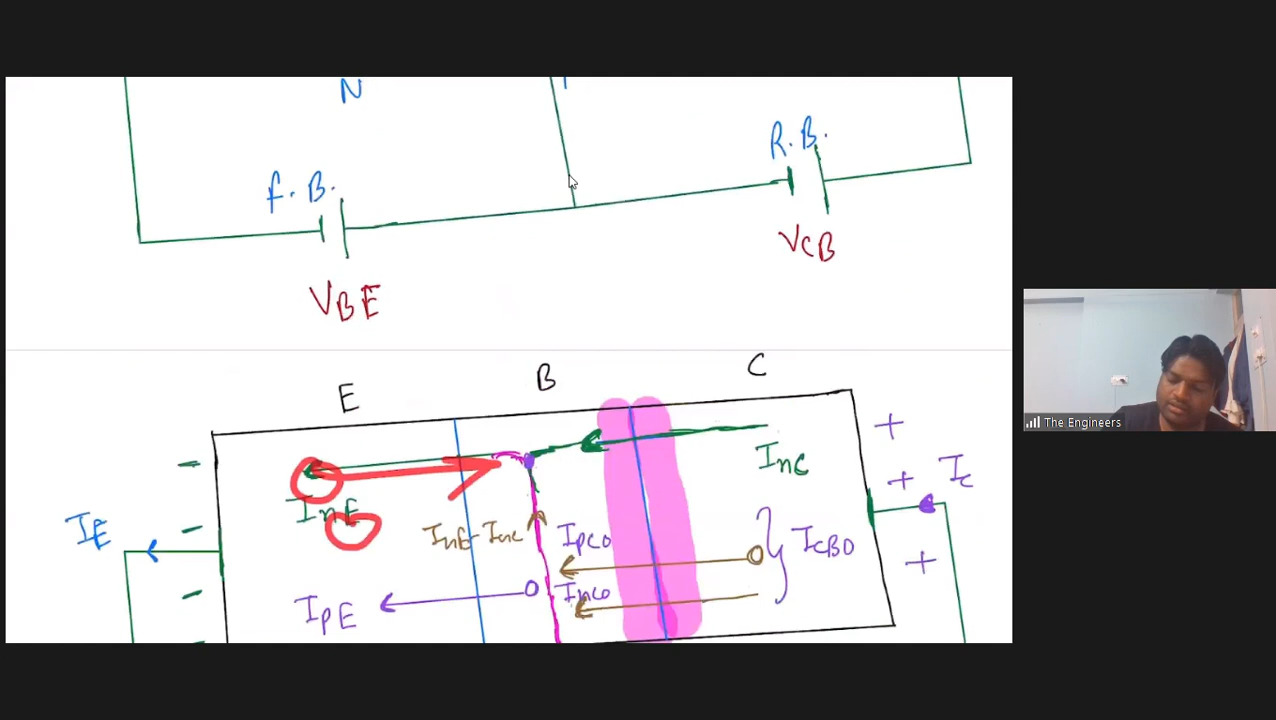 N
R.B.
F.B.
VCB
VBE
E B C
InC
InE
IE
IC
InE-Inc
IPCO
ICBO
Inco
IPE
The Engineers